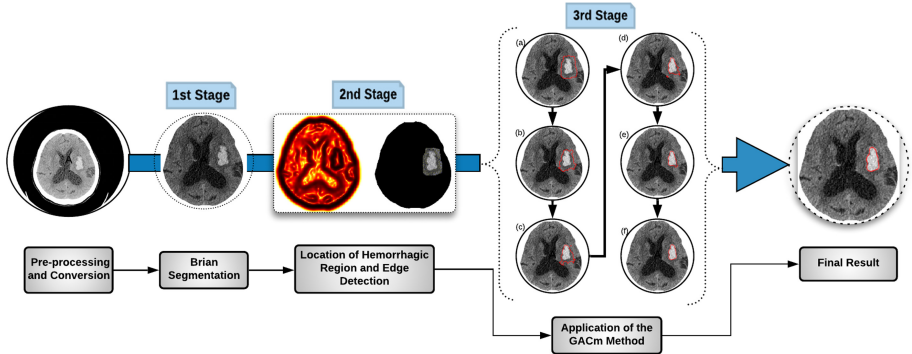 3rd Stage
1st Stage
2nd Stage
(a)
(d)
(b)
(e)
(c)
(f)
Pre-processing
and Conversion
Brian
Segmentation
Location of Hemorrhagic
Region and Edge
Detection
Application of the
GACm Method
Final Result